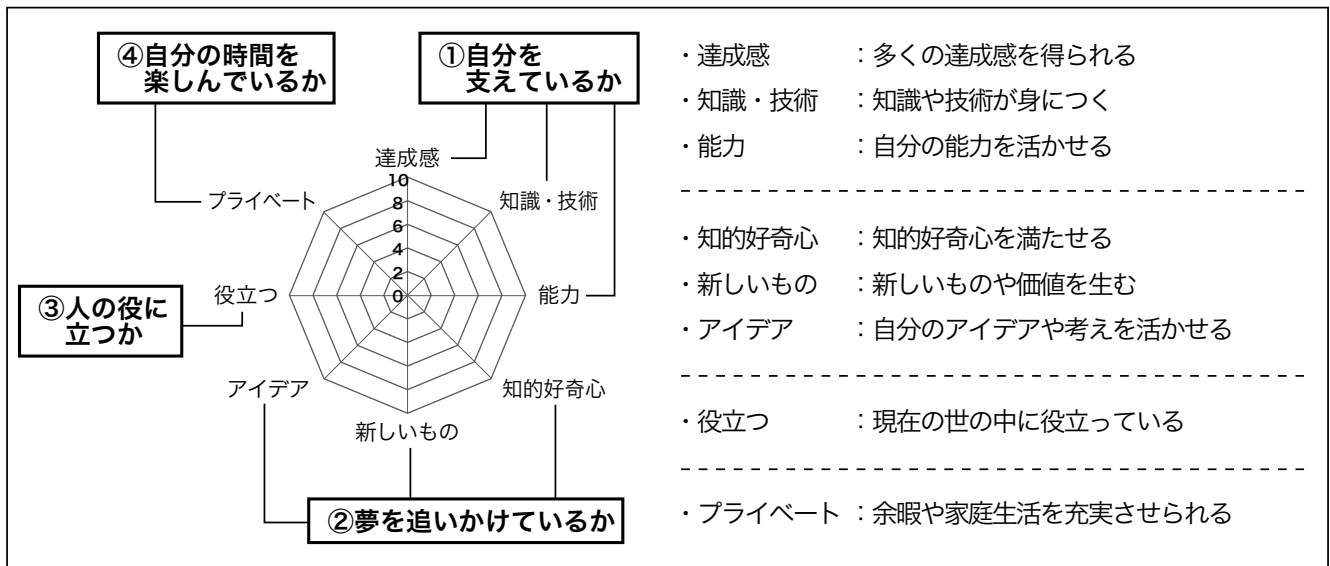 ④自分の時間を
楽しんでいるか
①自分を
支えているか
達成感
10
8
6
4
2
0
プライベート
知識・技術
役立つ
能力
③人の役に
立つか
アイデア
知的好奇心
新しいもの
②夢を追いかけているか
・達成感 :多くの達成感を得られる
・知識・技術 :知識や技術が身につく
・能力 :自分の能力を活かせる
・知的好奇心 :知的好奇心を満たせる
・新しいもの :新しいものや価値を生む
・アイデア :自分のアイデアや考えを活かせる
・役立つ :現在の世の中に役立っている
・プライベート :余暇や家庭生活を充実させられる